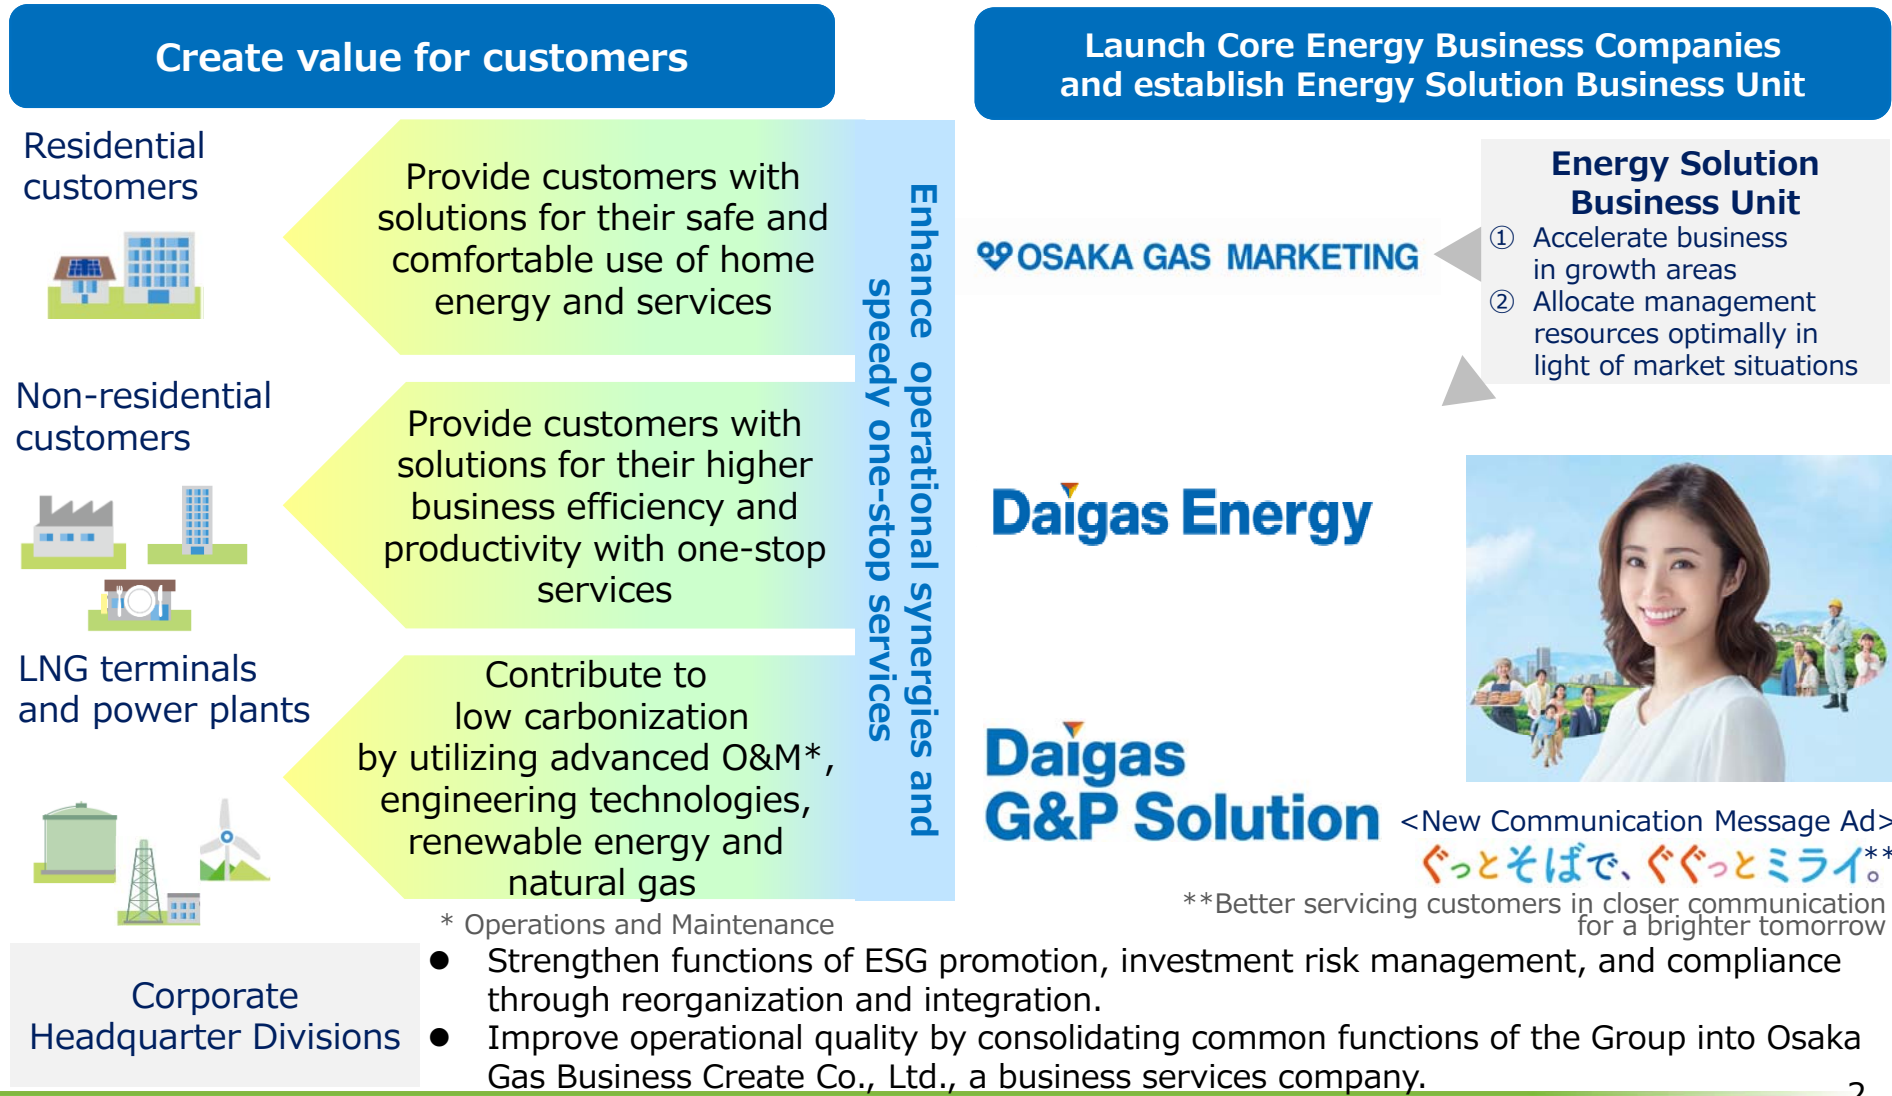 Create value for customers
Launch Core Energy Business Companies
and establish Energy Solution Business Unit
Residential
customers
Provide customers with
solutions for their safe and
comfortable use of home
energy and services
Non-residential
customers
Provide customers with
solutions for their higher
business efficiency and
productivity with one-stop
services
LNG terminals
and power plants
Contribute to
low carbonization
by utilizing advanced O&M*,
engineering technologies,
renewable energy and
natural gas
* Operations and Maintenance
Enhance operational synergies and
speedy one-stop services
OSAKA GAS MARKETING
Energy Solution
Business Unit
① Accelerate business
in growth areas
② Allocate management
resources optimally in
light of market situations
Daigas Energy
Daigas
G&P Solution
<New Communication Message Ad>
ぐっとそばで、ぐぐっとミライ。**
**Better servicing customers in closer communication
for a brighter tomorrow
Corporate
Headquarter Divisions
● Strengthen functions of ESG promotion, investment risk management, and compliance
through reorganization and integration.
● Improve operational quality by consolidating common functions of the Group into Osaka
Gas Business Create Co., Ltd., a business services company.
2